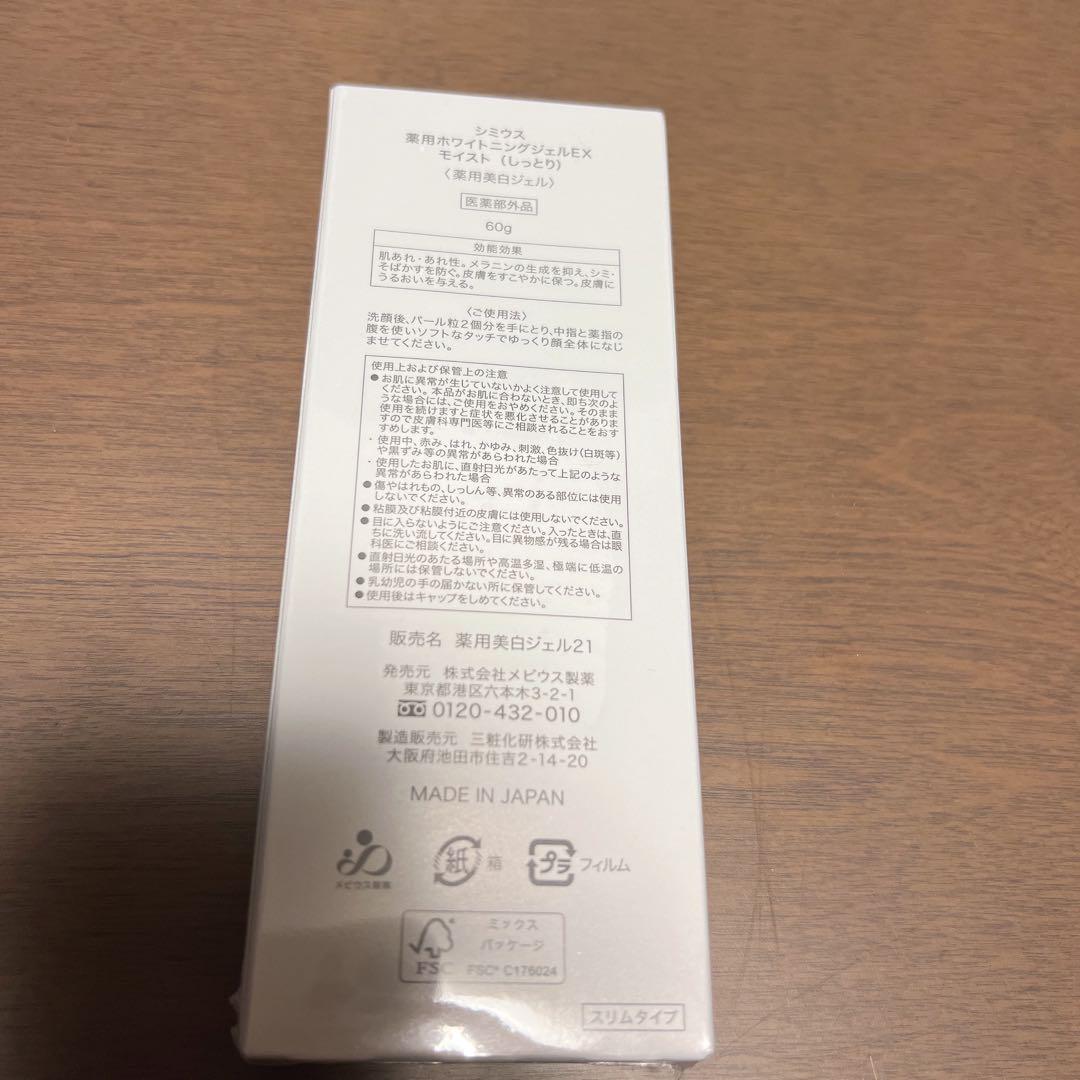 シミウス
薬用ホワイトニングジェルEX
モイスト（しっとり）
〈薬用美白ジェル〉
医薬部外品
60g
効能効果
肌あれ・あれ性。メラニンの生成を抑え、シミ・
そばかすを防ぐ。皮膚をすこやかに保つ。皮膚に
うるおいを与える。
〈ご使用法〉
洗顔後、パール粒2個分を手にとり、中指と薬指の
腹を使いソフトなタッチでゆっくり顔全体になじ
ませてください。
使用上および保管上の注意
●お肌に異常が生じていないかよく注意して使用して
ください。本品がお肌に合わないとき、即ち次のよ
うな場合には、ご使用をおやめください。そのまま
使用を続けますと症状を悪化させることがありま
すので皮膚科専門医等にご相談されることをおす
すめします。
・使用中、赤み、はれ、かゆみ、刺激、色抜け（白斑等）
や黒ずみ等の異常があらわれた場合
・使用したお肌に、直射日光があたって上記のような
異常があらわれた場合
●傷やはれもの、しっしん等、異常のある部位には使用
しないでください。
●粘膜及び粘膜付近の皮膚には使用しないでください。
●目に入らないようにご注意ください。入ったときは、直
ちに洗い流してください。目に異物感が残る場合は眼
科医にご相談ください。
●直射日光のあたる場所や高温多湿、極端に低温の
場所には保管しないでください。
●乳幼児の手の届かない所に保管してください。
●使用後はキャップをしめてください。
販売名 薬用美白ジェル21
発売元 株式会社メビウス製薬
東京都港区六本木3-2-1
0120-432-010
製造販売元 三粧化研株式会社
大阪府池田市住吉2-14-20
MADE IN JAPAN
メビウス製薬
紙 箱
プラ フィルム
FSC
ミックス
パッケージ
FSC® C176024
スリムタイプ